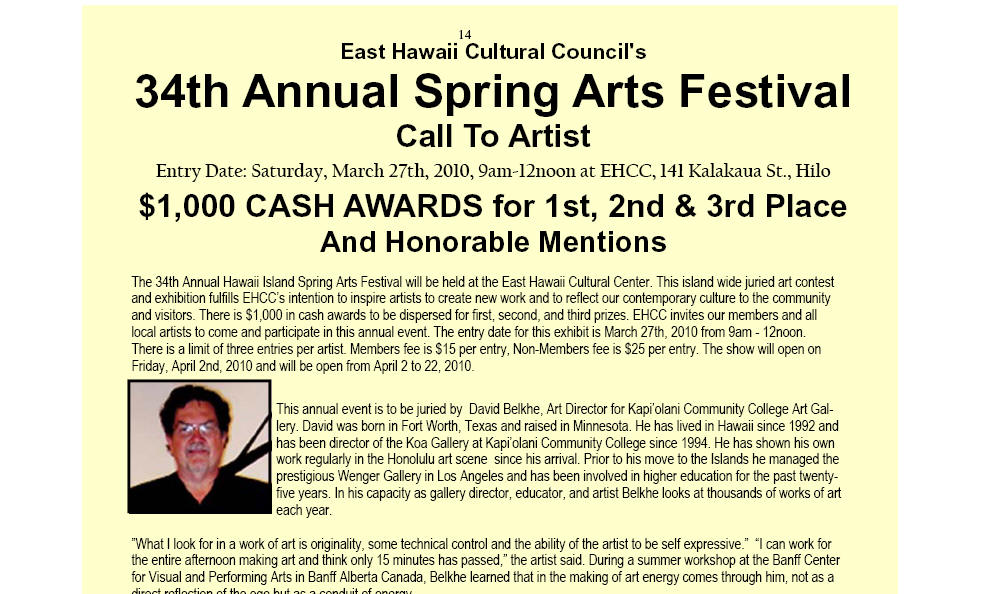 14
East Hawaii Cultural Council's
34th Annual Spring Arts Festival
Call To Artist
Entry Date: Saturday, March 27th, 2010, 9am-12noon at EHCC, 141 Kalakaua St., Hilo
$1,000 CASH AWARDS for 1st, 2nd & 3rd Place
And Honorable Mentions
The 34th Annual Hawaii Island Spring Arts Festival will be held at the East Hawaii Cultural Center. This island wide juried art contest
and exhibition fulfills EHCC's intention to inspire artists to create new work and to reflect our contemporary culture to the community
and visitors. There is $1,000 in cash awards to be dispersed for first, second, and third prizes. EHCC invites our members and all
local artists to come and participate in this annual event. The entry date for this exhibit is March 27th, 2010 from 9am - 12noon.
There is a limit of three entries per artist. Members fee is $15 per entry, Non-Members fee is $25 per entry. The show will open on
Friday, April 2nd, 2010 and will be open from April 2 to 22, 2010.
This annual event is to be juried by David Belkhe, Art Director for Kapi'olani Community College Art Gal-
lery. David was born in Fort Worth, Texas and raised in Minnesota. He has lived in Hawaii since 1992 and
has been director of the Koa Gallery at Kapi'olani Community College since 1994. He has shown his own
work regularly in the Honolulu art scene since his arrival. Prior to his move to the Islands he managed the
prestigious Wenger Gallery in Los Angeles and has been involved in higher education for the past twenty-
five years. In his capacity as gallery director, educator, and artist Belkhe looks at thousands of works of art
each year.
"What I look for in a work of art is originality, some technical control and the ability of the artist to be self expressive." "I can work for
the entire afternoon making art and think only 15 minutes has passed," the artist said. During a summer workshop at the Banff Center
for Visual and Performing Arts in Banff Alberta Canada, Belkhe learned that in the making of art energy comes through him, not as a
direct reflection of the ego but as a conduit of energy.